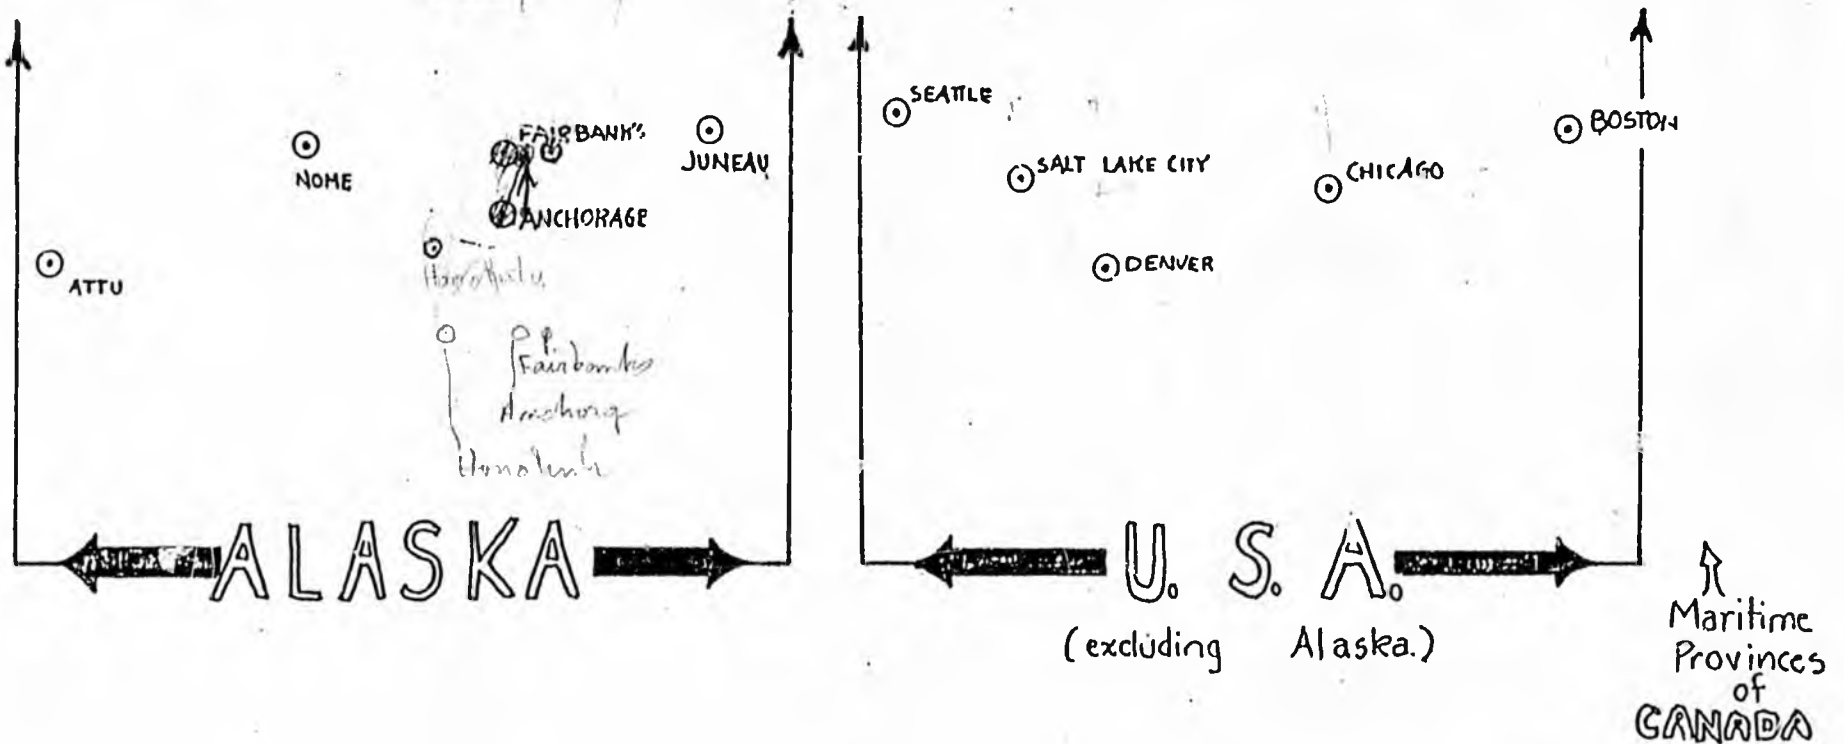 SEATTLE
BOSTON
FAIRBANK'S
JUNEAU
SALT LAKE CITY
CHICAGO
NOME
ANCHORAGE
DENVER
ATTU
Fairbanks
ALASKA
U. S. A.
(excluding Alaska.)
Maritime
Provinces
of
CANADA